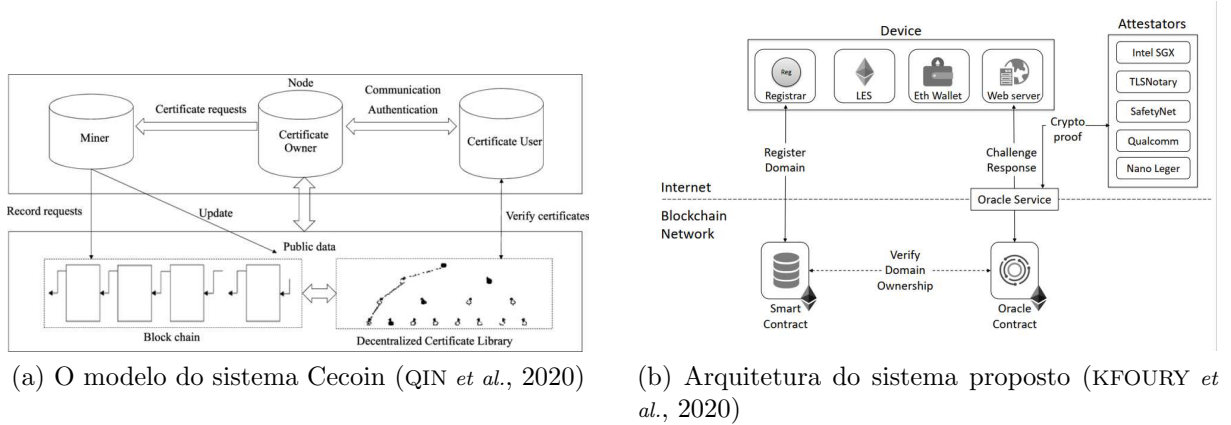 Node
Miner
Certificate requests
Certificate
Owner
Communication
Authentication
Certificate User
Record requests
Update
Verify certificates
Public data
Block chain
Decentralized Certificate Library
(a) O modelo do sistema Cecoin (QIN et al., 2020)
Device
Reg
Registrar
LES
Eth Wallet
Web server
Attestators
Intel SGX
TLSNotary
SafetyNet
Qualcomm
Nano Leger
Crypto
proof
Register
Domain
Challenge
Response
Internet
Oracle Service
Blockchain
Network
Verify
Domain
Ownership
Smart
Contract
Oracle
Contract
(b) Arquitetura do sistema proposto (KFOURY et
al., 2020)